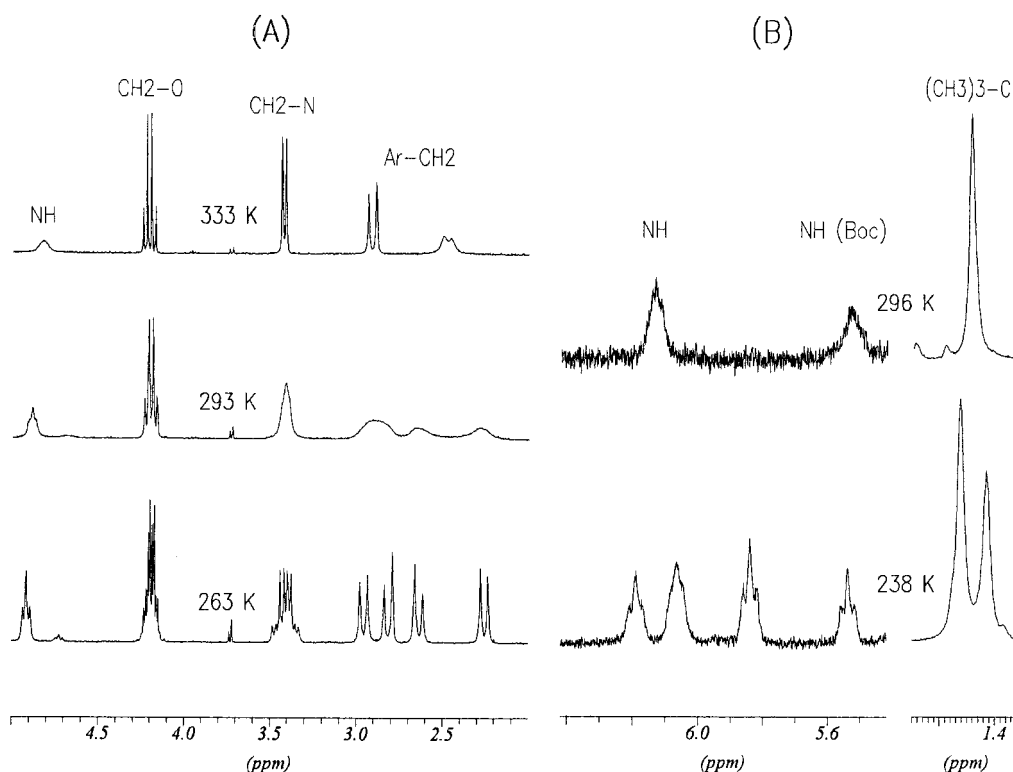 (A)
(B)
CH2-O
CH2-N
Ar-CH2
NH
333 K
293 K
263 K
4.5 4.0 3.5 3.0 2.5
(ppm)
(CH3)3-C
NH
NH (Boc)
296 K
238 K
6.0 5.6
(ppm)
1.4
(ppm)